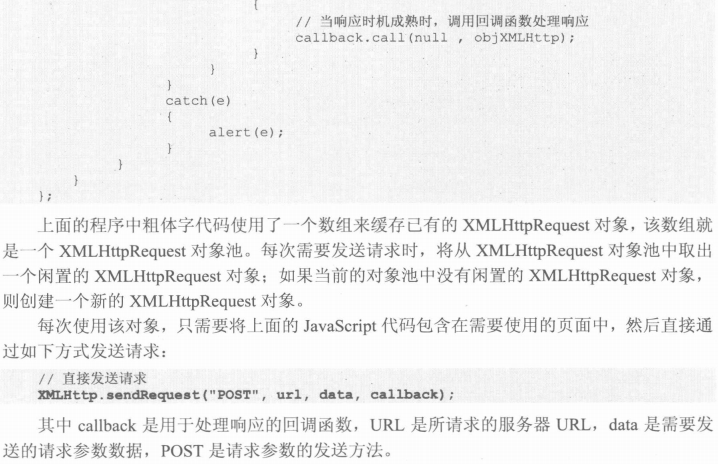 {
// 当响应时机成熟时，调用回调函数处理响应
callback.call(null , objXMLHttp);
}
}
}
catch(e)
{
alert(e);
}
}
}
};
上面的程序中粗体字代码使用了一个数组来缓存已有的 XMLHttpRequest 对象，该数组就
是一个 XMLHttpRequest 对象池。每次需要发送请求时，将从 XMLHttpRequest 对象池中取出
一个闲置的 XMLHttpRequest 对象；如果当前的对象池中没有闲置的 XMLHttpRequest 对象，
则创建一个新的 XMLHttpRequest 对象。
每次使用该对象，只需要将上面的 JavaScript 代码包含在需要使用的页面中，然后直接通
过如下方式发送请求：
// 直接发送请求
XMLHttp.sendRequest("POST", url, data, callback);
其中 callback 是用于处理响应的回调函数，URL 是所请求的服务器 URL，data 是需要发
送的请求参数数据，POST 是请求参数的发送方法。